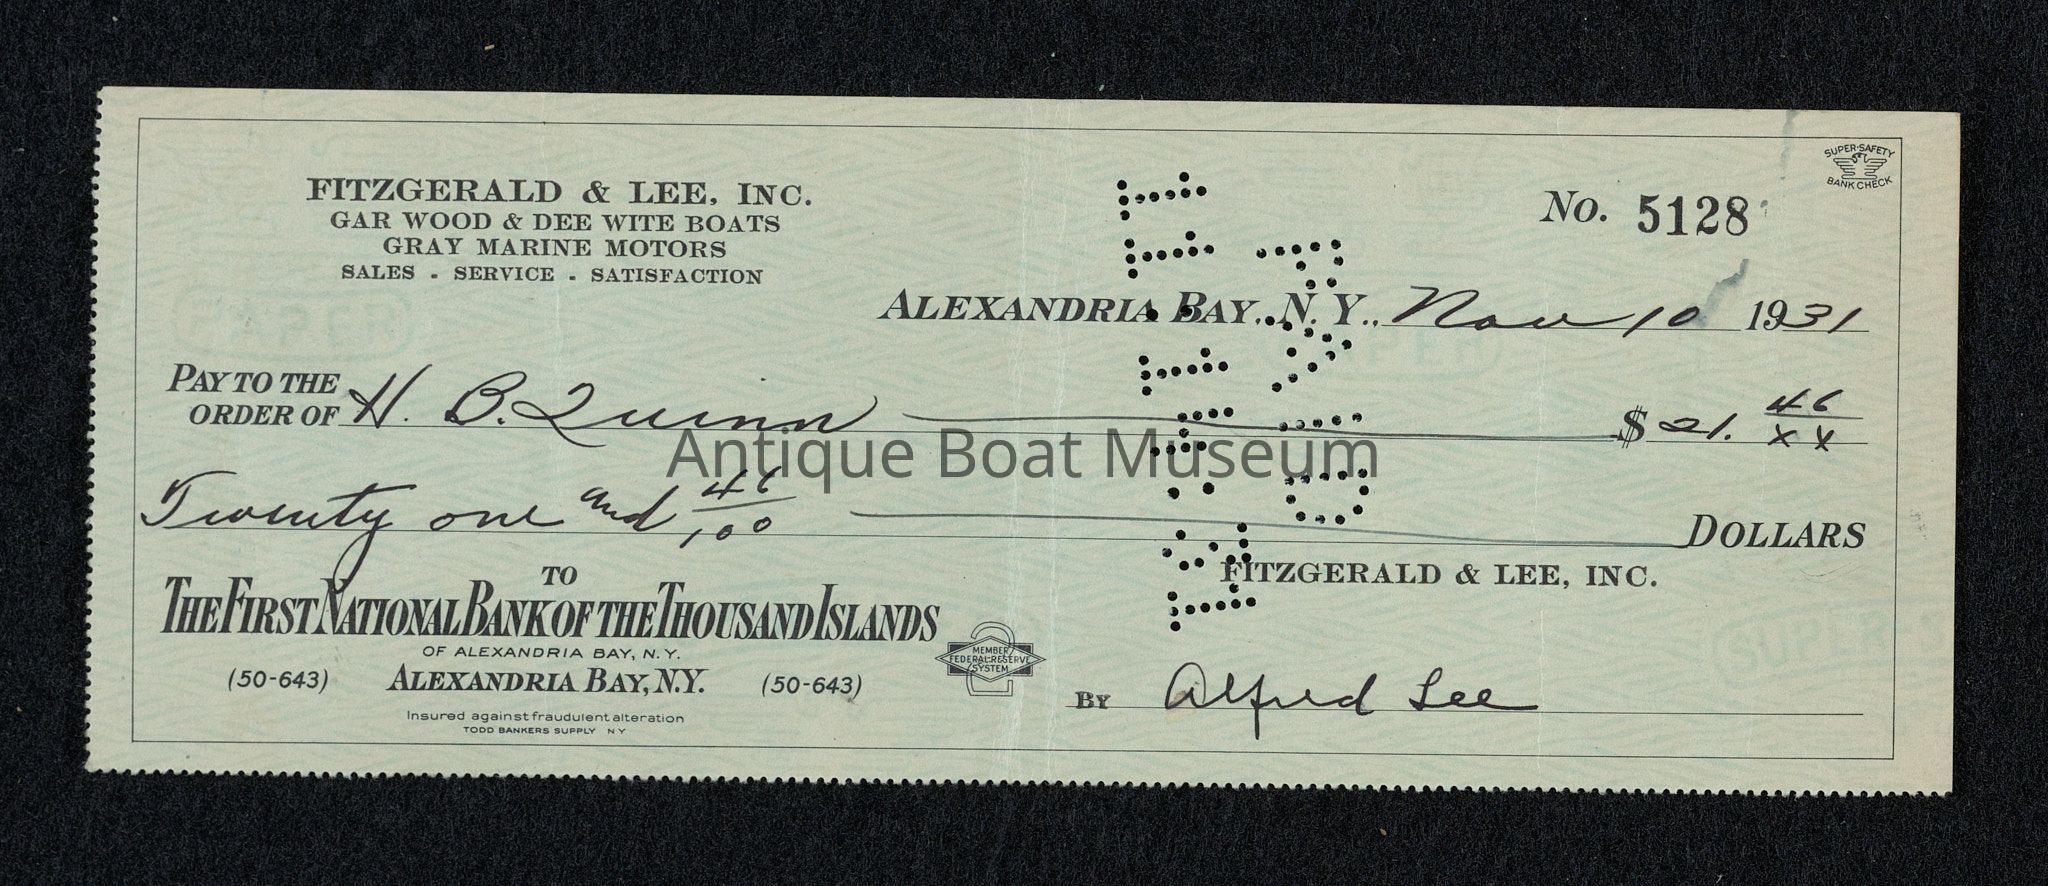 FITZGERALD & LEE, INC.
GAR WOOD & DEE WITE BOATS
GRAY MARINE MOTORS
SALES - SERVICE - SATISFACTION
SUPER-SAFETY
BANK CHECK
No. 5128
ALEXANDRIA BAY, N. Y., Nov 10 1931
PAY TO THE
ORDER OF H. B. Quinn $ 21. 46/XX
Antique Boat Museum
Twenty one and 46/100 DOLLARS
TO
THE FIRST NATIONAL BANK OF THE THOUSAND ISLANDS
OF ALEXANDRIA BAY, N.Y.
(50-643) ALEXANDRIA BAY, N.Y. (50-643)
Insured against fraudulent alteration
TODD BANKERS SUPPLY N Y
MEMBER
FEDERAL RESERVE
SYSTEM
FITZGERALD & LEE, INC.
BY Alfred Lee